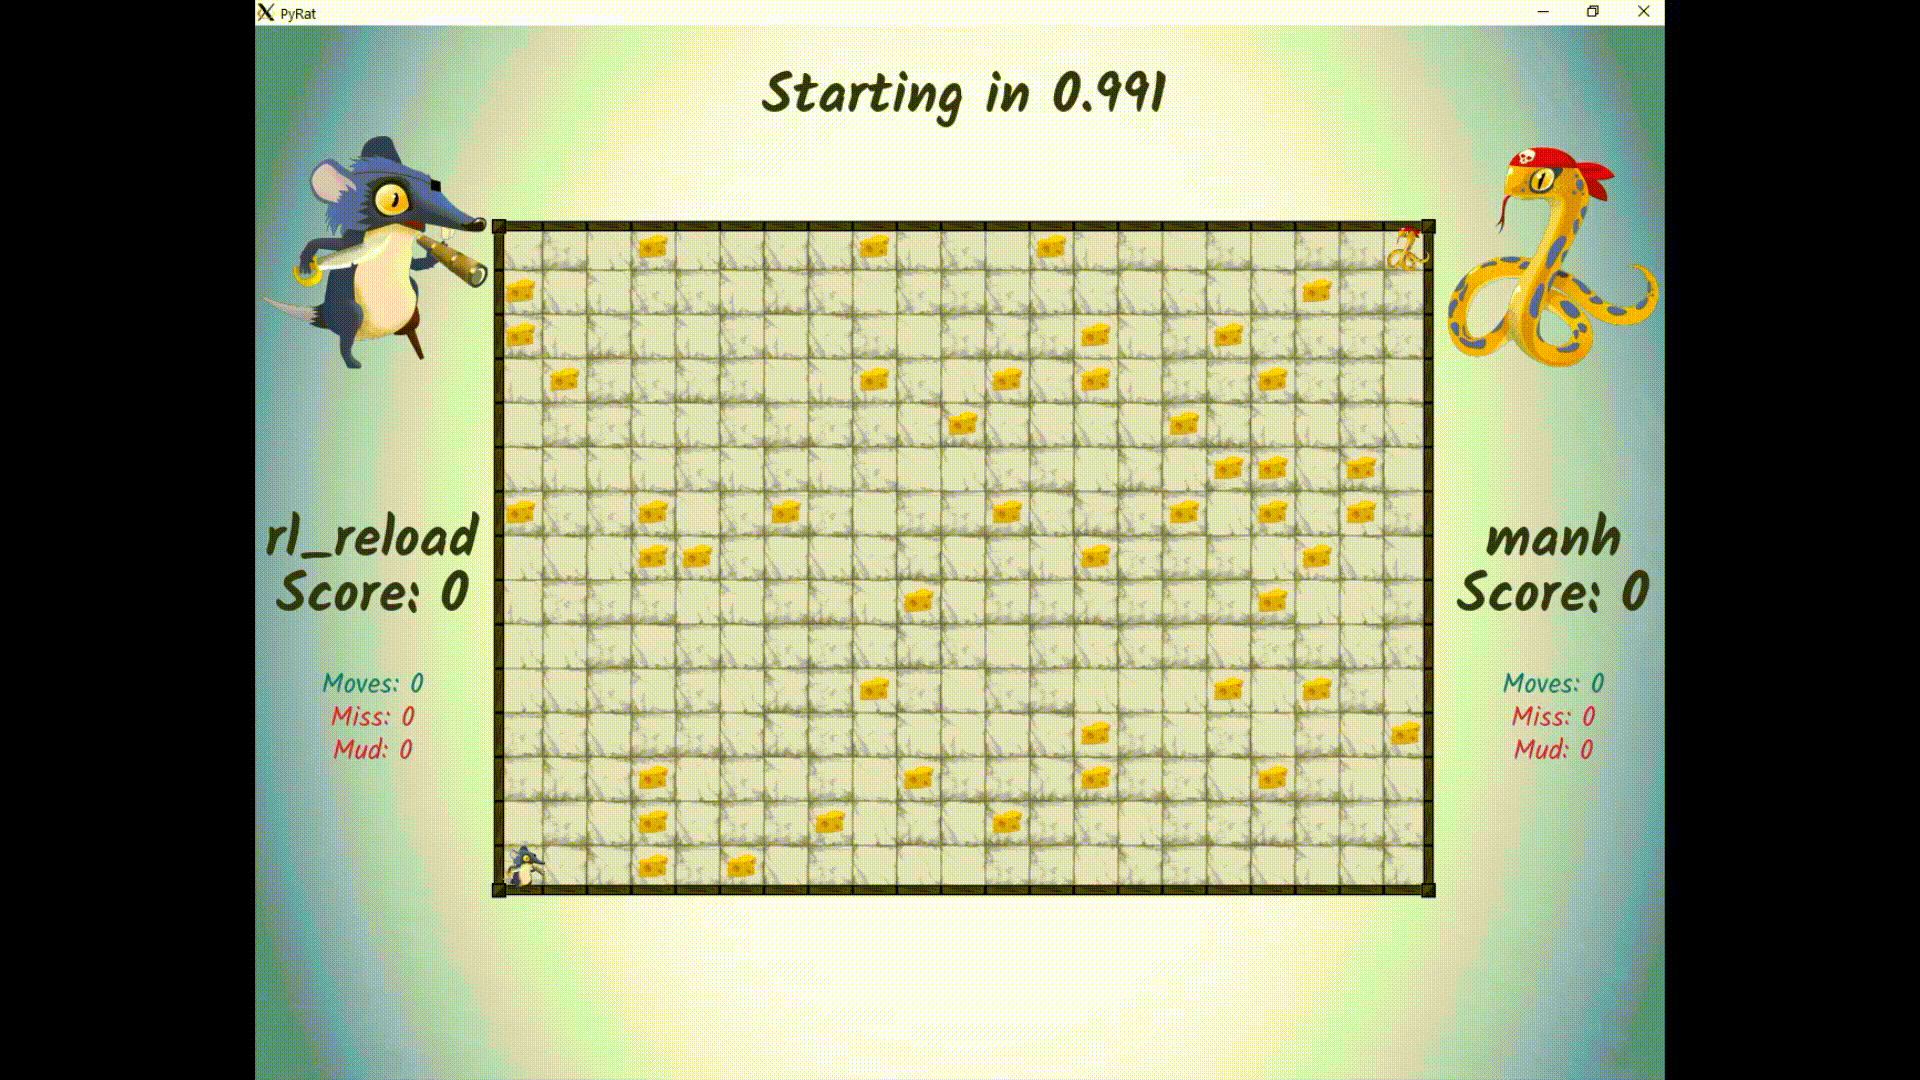 PyRat
Starting in 0.991
rl_reload
Score: 0
Moves: 0
Miss: 0
Mud: 0
manh
Score: 0
Moves: 0
Miss: 0
Mud: 0